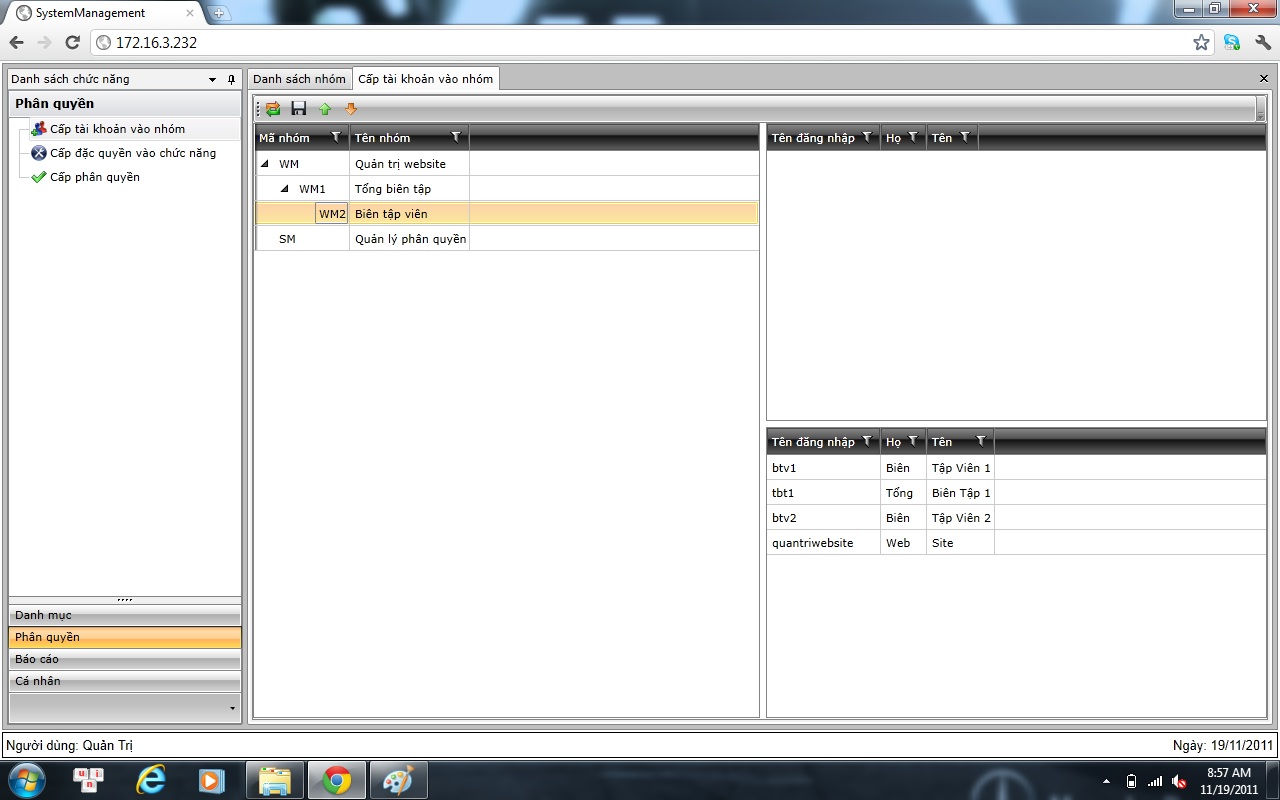 SystemManagement
172.16.3.232
Danh sách chức năng
Phân quyền
Cấp tài khoản vào nhóm
Cấp đặc quyền vào chức năng
Cấp phân quyền
Danh mục
Phân quyền
Báo cáo
Cá nhân
Danh sách nhóm Cấp tài khoản vào nhóm
Mã nhóm Tên nhóm
WM Quản trị website
WM1 Tổng biên tập
WM2 Biên tập viên
SM Quản lý phân quyền
Tên đăng nhập Họ Tên
Tên đăng nhập Họ Tên
btv1 Biên Tập Viên 1
tbt1 Tổng Biên Tập 1
btv2 Biên Tập Viên 2
quantriwebsite Web Site
Người dùng: Quản Trị
Ngày: 19/11/2011
u i n
8:57 AM
11/19/2011